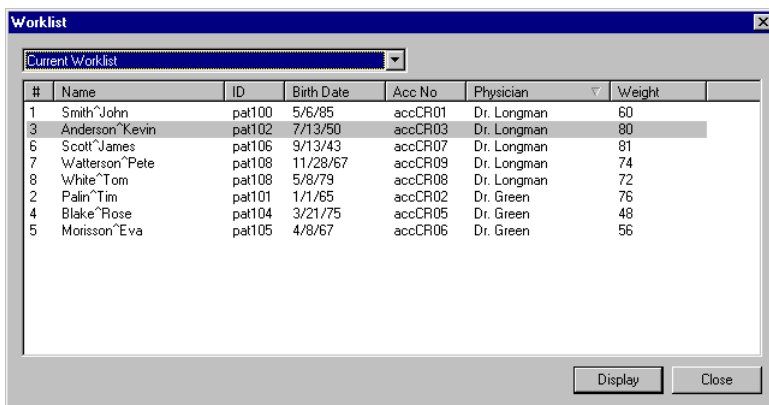 Worklist
Current Worklist
# Name ID Birth Date Acc No Physician Weight
1 Smith^John pat100 5/6/85 accCR01 Dr. Longman 60
3 Anderson^Kevin pat102 7/13/50 accCR03 Dr. Longman 80
6 Scott^James pat106 9/13/43 accCR07 Dr. Longman 81
7 Watterson^Pete pat108 11/28/67 accCR09 Dr. Longman 74
8 White^Tom pat108 5/8/79 accCR08 Dr. Longman 72
2 Palin^Tim pat101 1/1/65 accCR02 Dr. Green 76
4 Blake^Rose pat104 3/21/75 accCR05 Dr. Green 48
5 Morisson^Eva pat105 4/8/67 accCR06 Dr. Green 56
Display Close